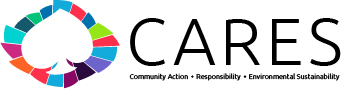 CARES
Community Action • Responsibility • Environmental Sustainability